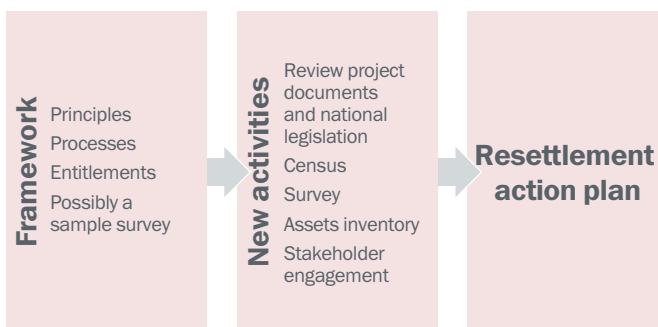 Framework
Principles
Processes
Entitlements
Possibly a
sample survey
New activities
Review project
documents
and national
legislation
Census
Survey
Assets inventory
Stakeholder
engagement
Resettlement
action plan